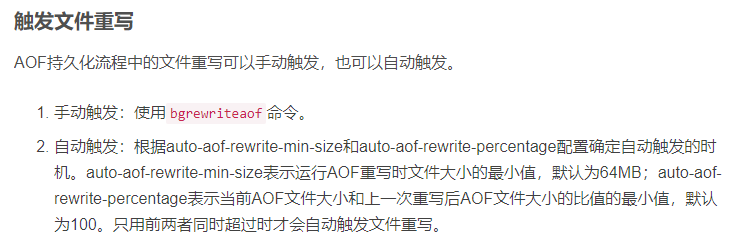 触发文件重写
AOF持久化流程中的文件重写可以手动触发，也可以自动触发。
1. 手动触发：使用 bgrewriteaof 命令。
2. 自动触发：根据auto-aof-rewrite-min-size和auto-aof-rewrite-percentage配置确定自动触发的时
机。auto-aof-rewrite-min-size表示运行AOF重写时文件大小的最小值，默认为64MB；auto-aof-
rewrite-percentage表示当前AOF文件大小和上一次重写后AOF文件大小的比值的最小值，默认
为100。只用前两者同时超过时才会自动触发文件重写。